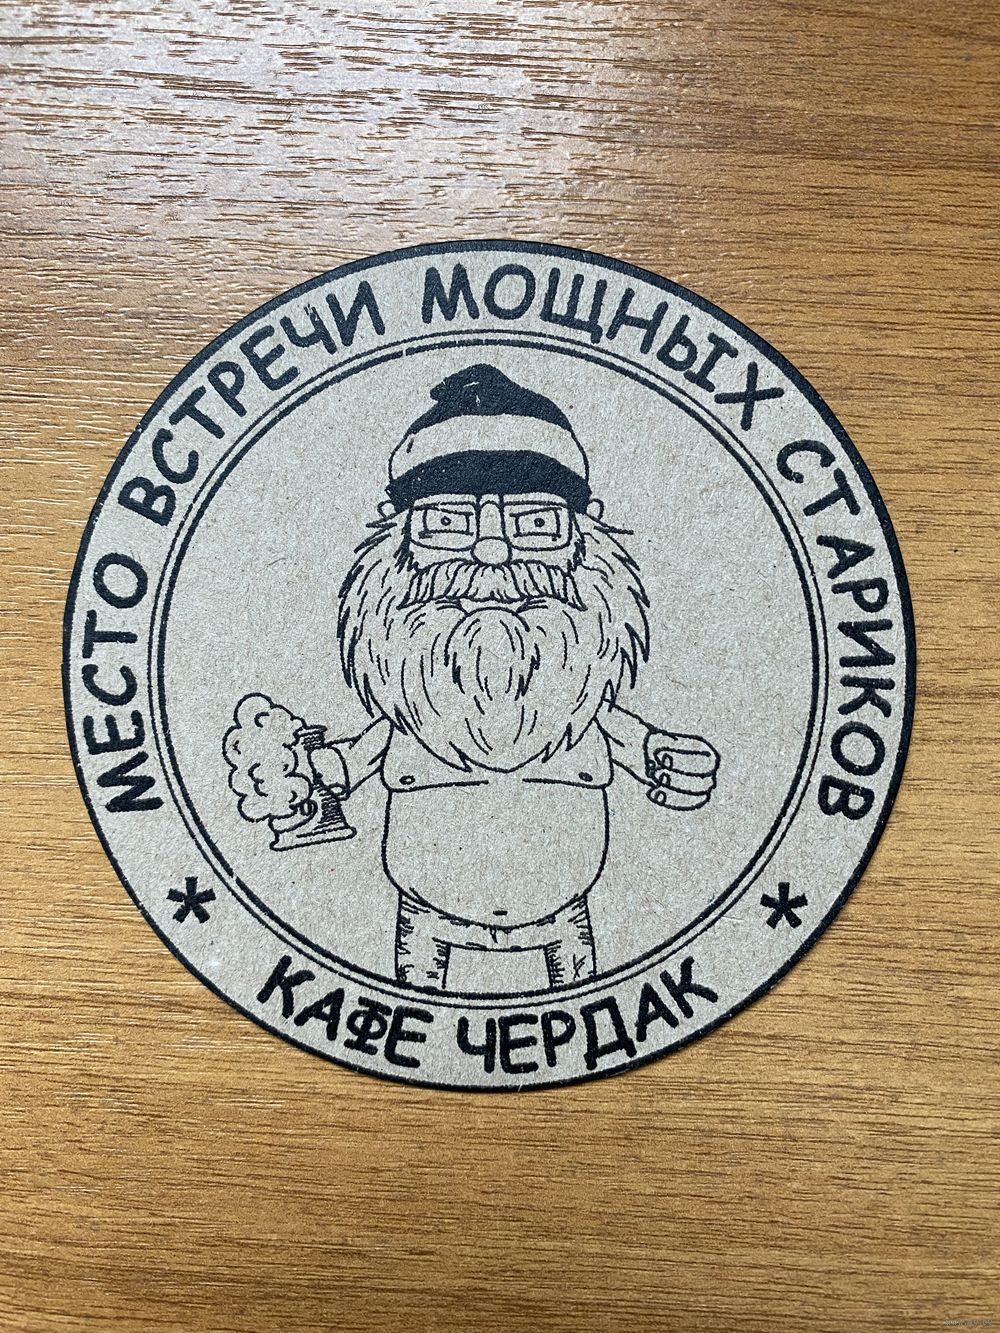 МЕСТО ВСТРЕЧИ МОЩНЫХ СТАРИКОВ
* КАФЕ ЧЕРДАК *